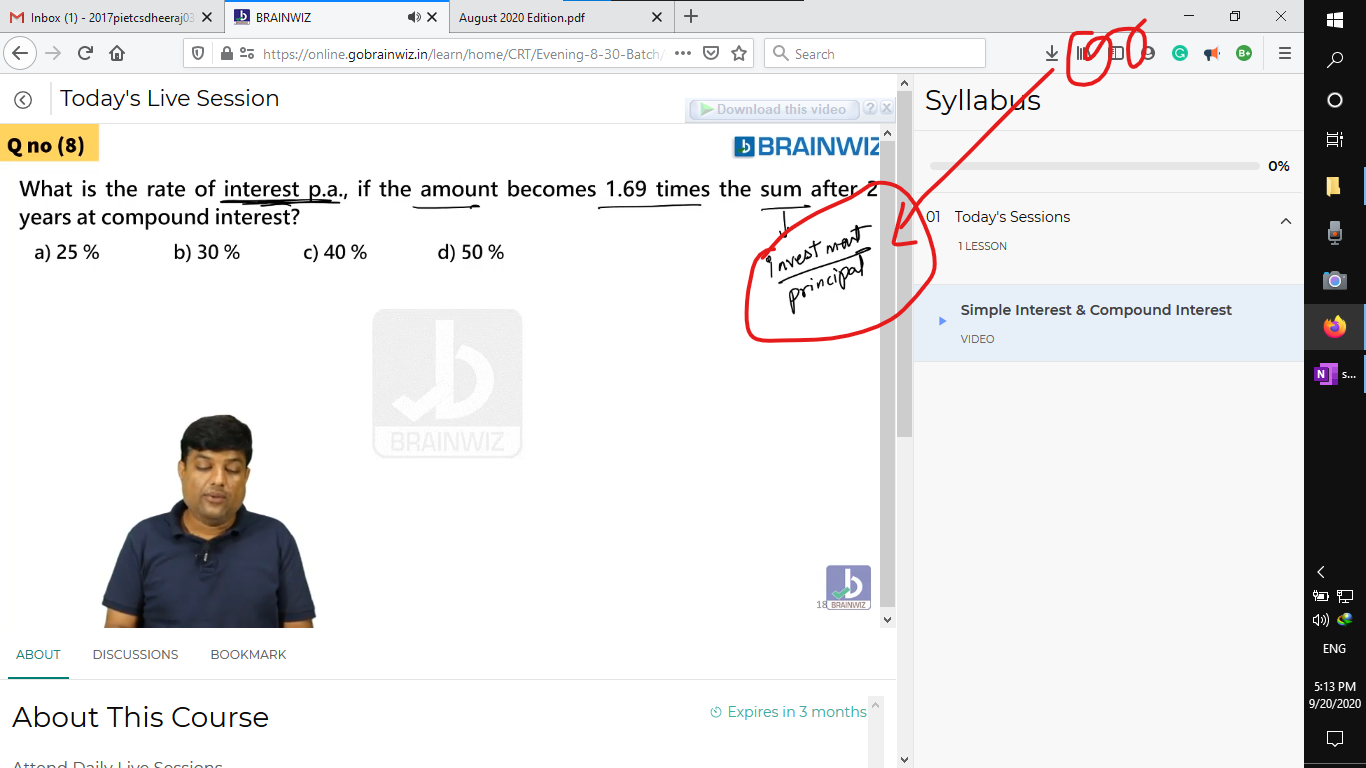 Inbox (1) - 2017pietcsdheeraj03
BRAINWIZ
August 2020 Edition.pdf
https://online.gobrainwiz.in/learn/home/CRT/Evening-8-30-Batch/
Search
Today's Live Session
Download this video
Syllabus
0%
Q no (8)
BRAINWIZ
What is the rate of interest p.a., if the amount becomes 1.69 times the sum after 2
years at compound interest?
a) 25 %
b) 30 %
c) 40 %
d) 50 %
investment
principal
01 Today's Sessions
1 LESSON
Simple Interest & Compound Interest
VIDEO
BRAINWIZ
18
BRAINWIZ
ABOUT
DISCUSSIONS
BOOKMARK
About This Course
Expires in 3 months
Attend Daily Live Sessions
N s...
ENG
5:13 PM
9/20/2020